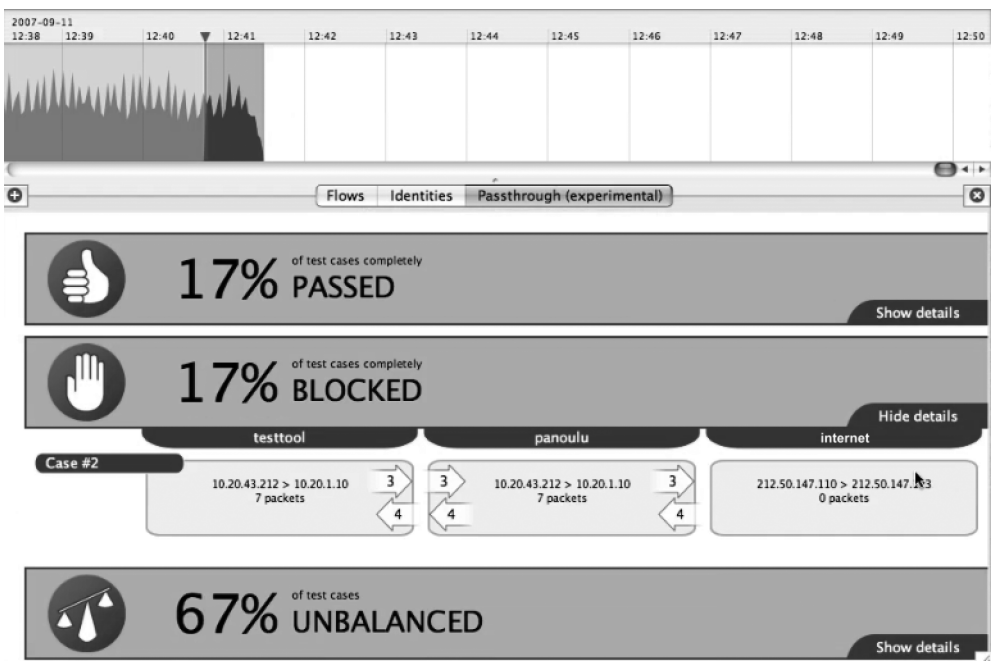 2007-09-11
12:38 12:39 12:40 12:41 12:42 12:43 12:44 12:45 12:46 12:47 12:48 12:49 12:50
Flows Identities Passthrough (experimental)
17% of test cases completely
PASSED
Show details
17% of test cases completely
BLOCKED
Hide details
testtool panoulu internet
Case #2
10.20.43.212 > 10.20.1.10 3 3 10.20.43.212 > 10.20.1.10 3 212.50.147.110 >
7 packets 7 packets 0 packets
4 4 4
67% of test cases
UNBALANCED
Show details